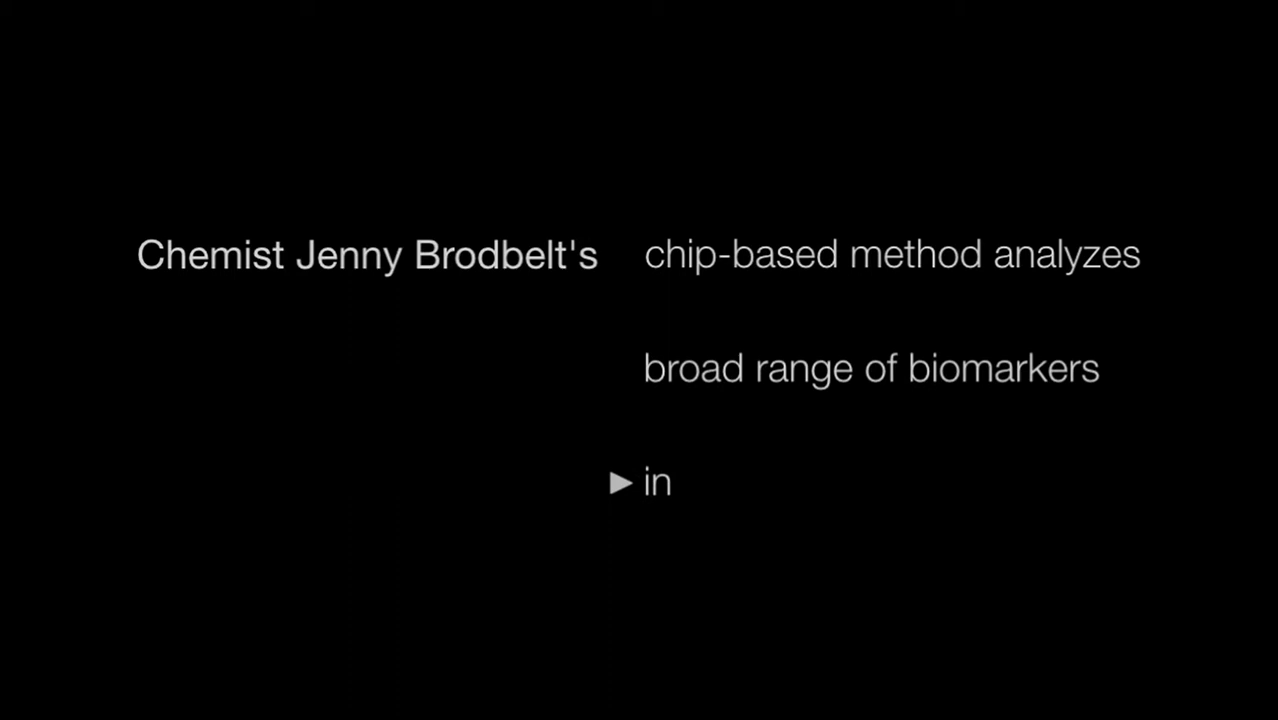 Chemist Jenny Brodbelt's chip-based method analyzes
broad range of biomarkers
▶ in